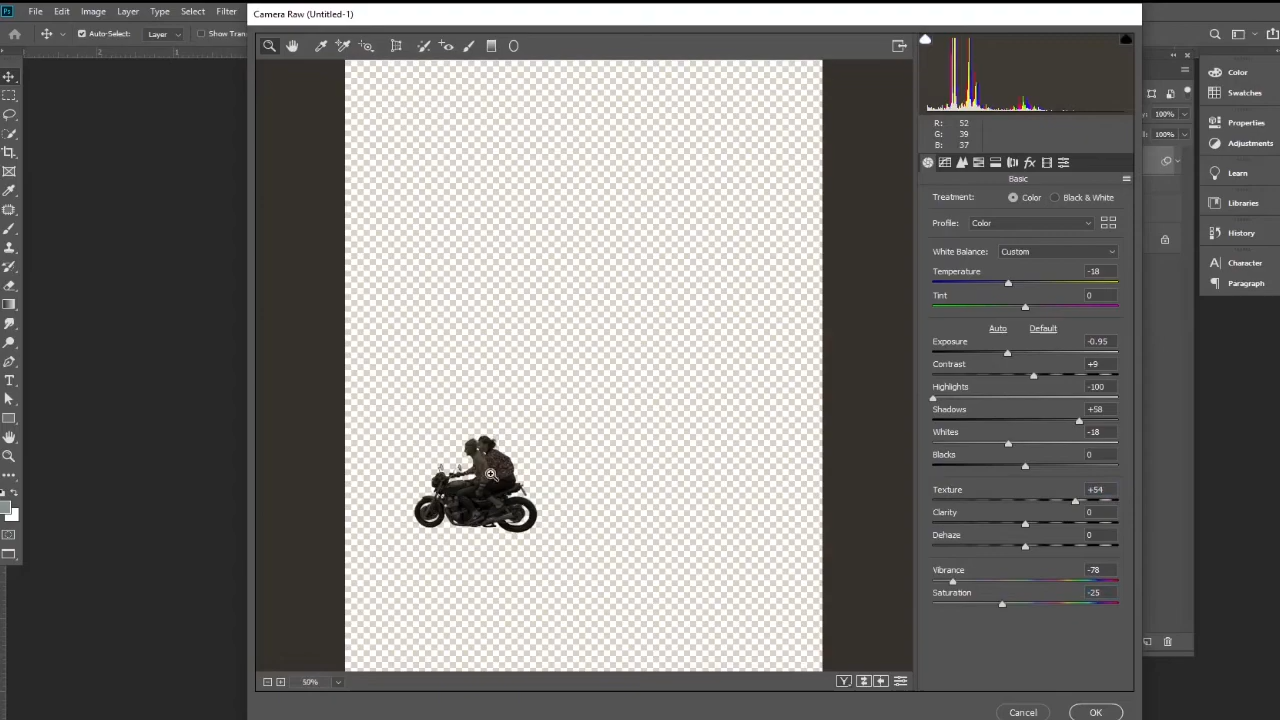 Camera Raw (Untitled-1)
Ps File Edit Image Layer Type Select Filter
Auto-Select: Layer Show Tran
2 1
R: 52
G: 39
B: 37
Basic
Treatment: Color Black & White
Profile: Color
White Balance: Custom
Temperature -18
Tint 0
Auto Default
Exposure -0.95
Contrast +9
Highlights -100
Shadows +58
Whites -18
Blacks 0
Texture +54
Clarity 0
Dehaze 0
Vibrance -78
Saturation -25
50%
Y
Cancel OK
100%
100%
Color
Swatches
Properties
Adjustments
Learn
Libraries
History
Character
Paragraph